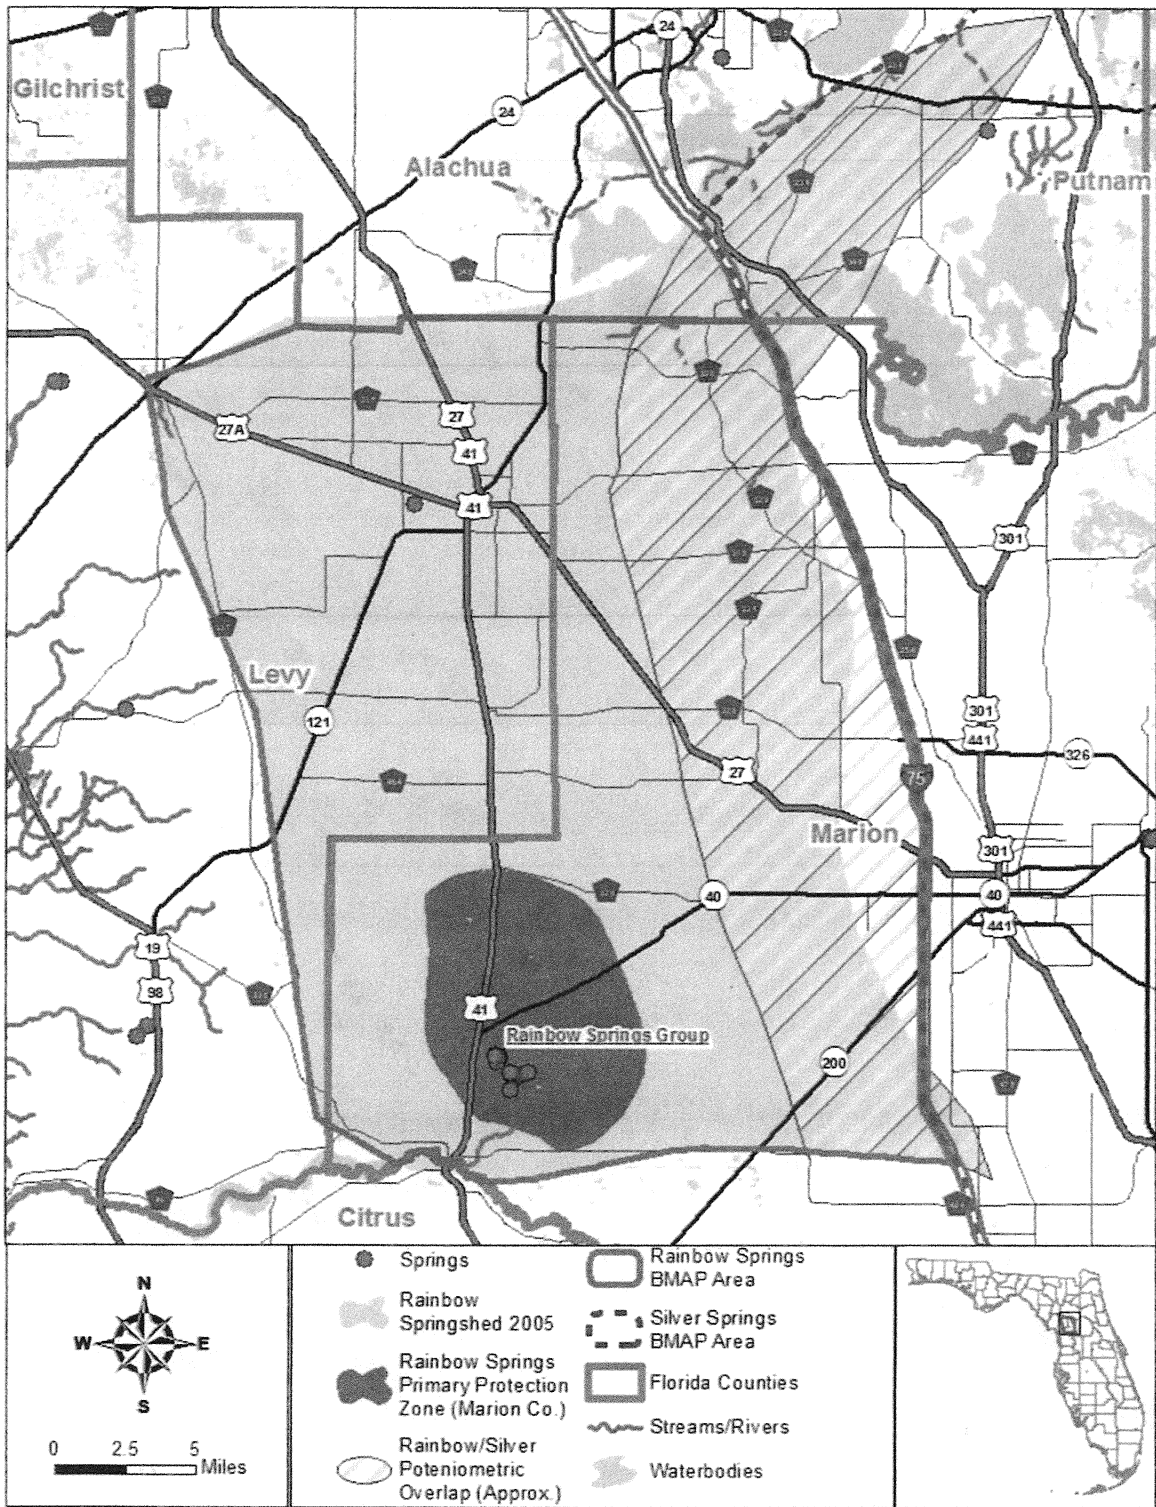 24
Gilchrist
24
Alachua
Putnam
27
27A
41
41
301
Levy
301
121
441
326
27
75
Marion
301
40
40
441
19
98
41
Rainbow Springs Group
200
Citrus
N
W
E
S
0 2.5 5
Miles
Springs
Rainbow
Springshed 2005
Rainbow Springs
Primary Protection
Zone (Marion Co.)
Rainbow/Silver
Poteniometric
Overlap (Approx.)
Rainbow Springs
BMAP Area
Silver Springs
BMAP Area
Florida Counties
Streams/Rivers
Waterbodies